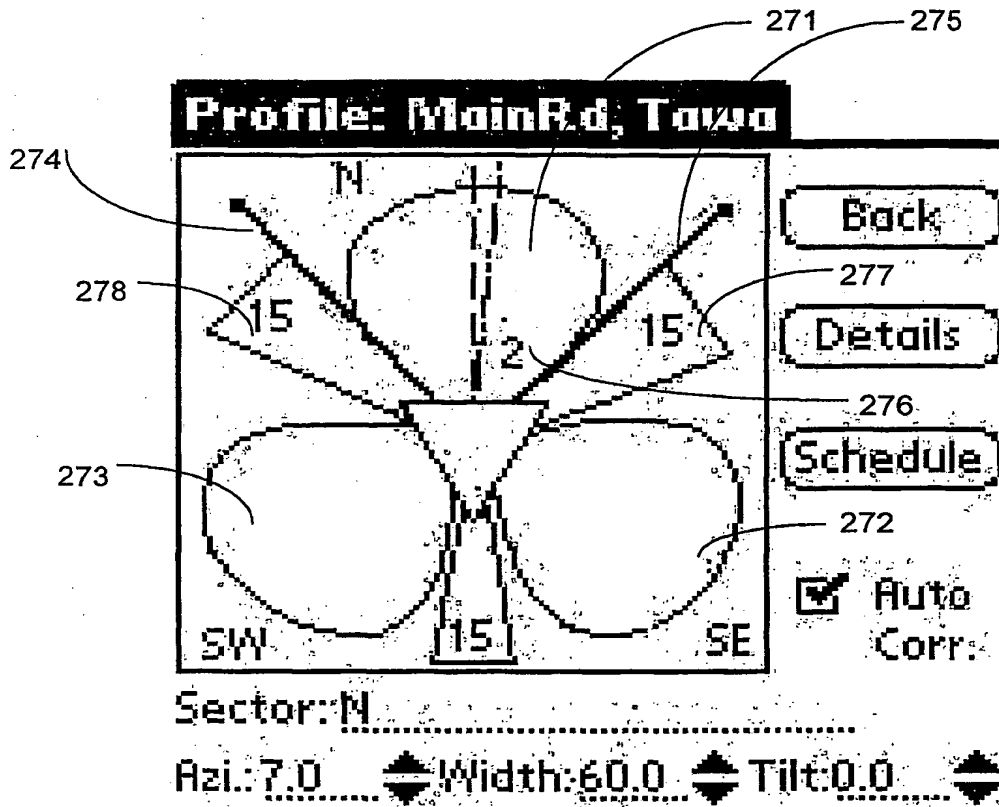 271 275
Profile: MainRd, Tawa
274
N
Back
278
15
15
277
Details
2
276
273
Schedule
272
15
SW
SE
Auto
Corr:
Sector: N
Azi.: 7.0 Width: 60.0 Tilt: 0.0